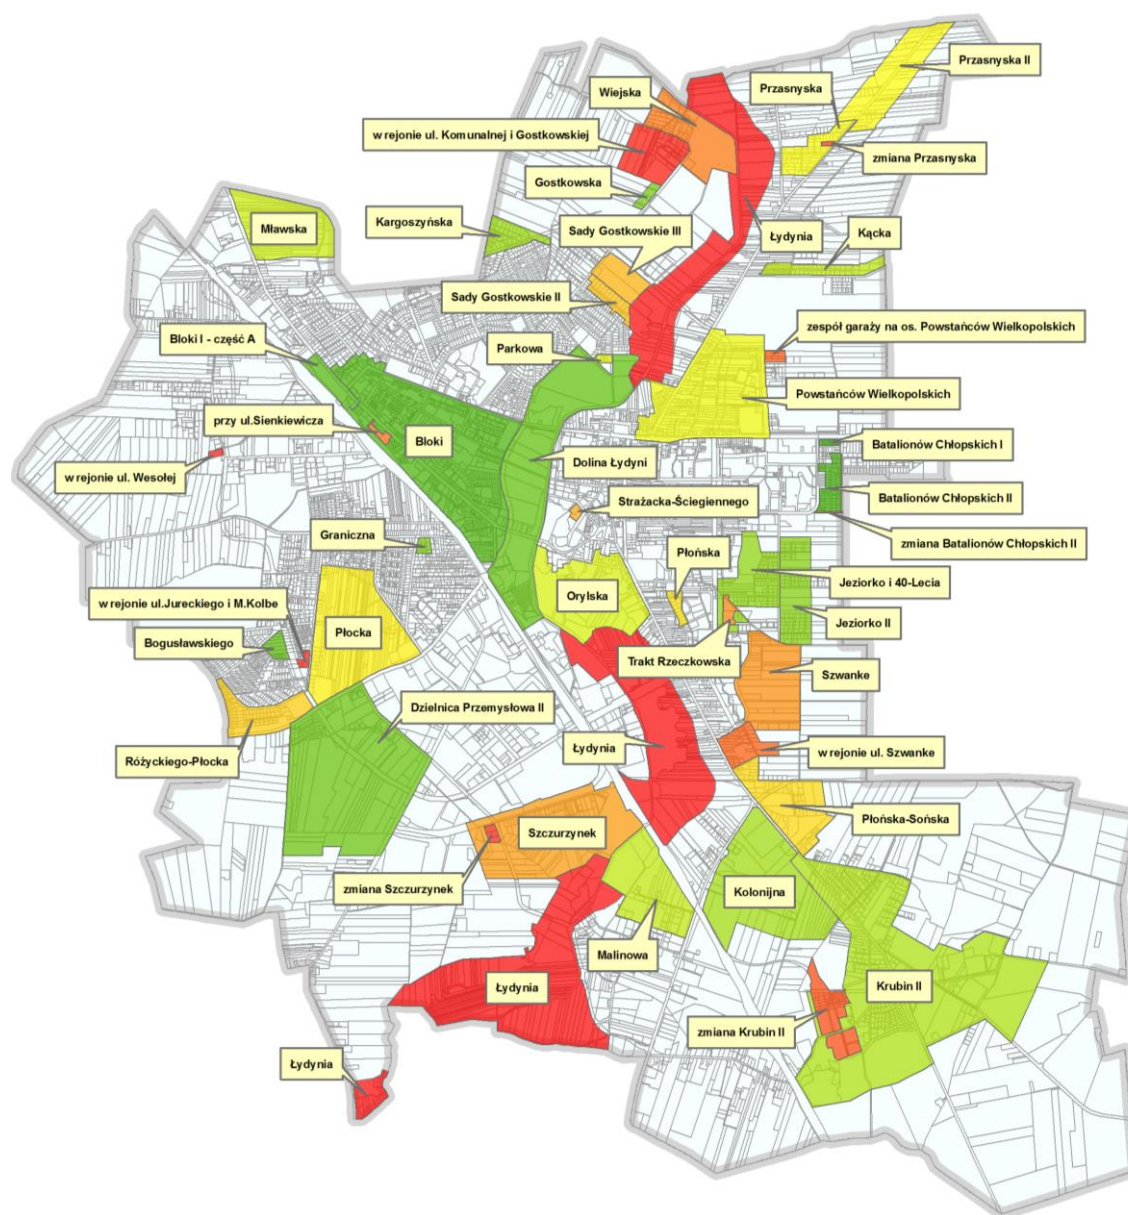 Przasnyska II
Przasnyska
Wiejska
w rejonie ul. Komunalnej i Gostkowskiej
zmiana Przasnyska
Gostkowska
Kargoszyńska
Mławska
Sady Gostkowskie III
Łydynia
Kącka
Sady Gostkowskie II
zespół garaży na os. Powstańców Wielkopolskich
Bloki I - część A
Parkowa
Powstańców Wielkopolskich
przy ul.Sienkiewicza
Bloki
Batalionów Chłopskich I
Dolina Łydyni
w rejonie ul. Wesołej
Batalionów Chłopskich II
Strażacka-Ściegiennego
zmiana Batalionów Chłopskich II
Graniczna
Płońska
Jeziorko i 40-Lecia
w rejonie ul.Jureckiego i M.Kolbe
Orylska
Jeziorko II
Bogusławskiego
Płocka
Trakt Rzeczkowska
Szwanke
Dzielnica Przemysłowa II
Łydynia
w rejonie ul. Szwanke
Różyckiego-Płocka
Płońska-Sońska
Szczurzynek
zmiana Szczurzynek
Kolonijna
Malinowa
Łydynia
Krubin II
zmiana Krubin II
Łydynia